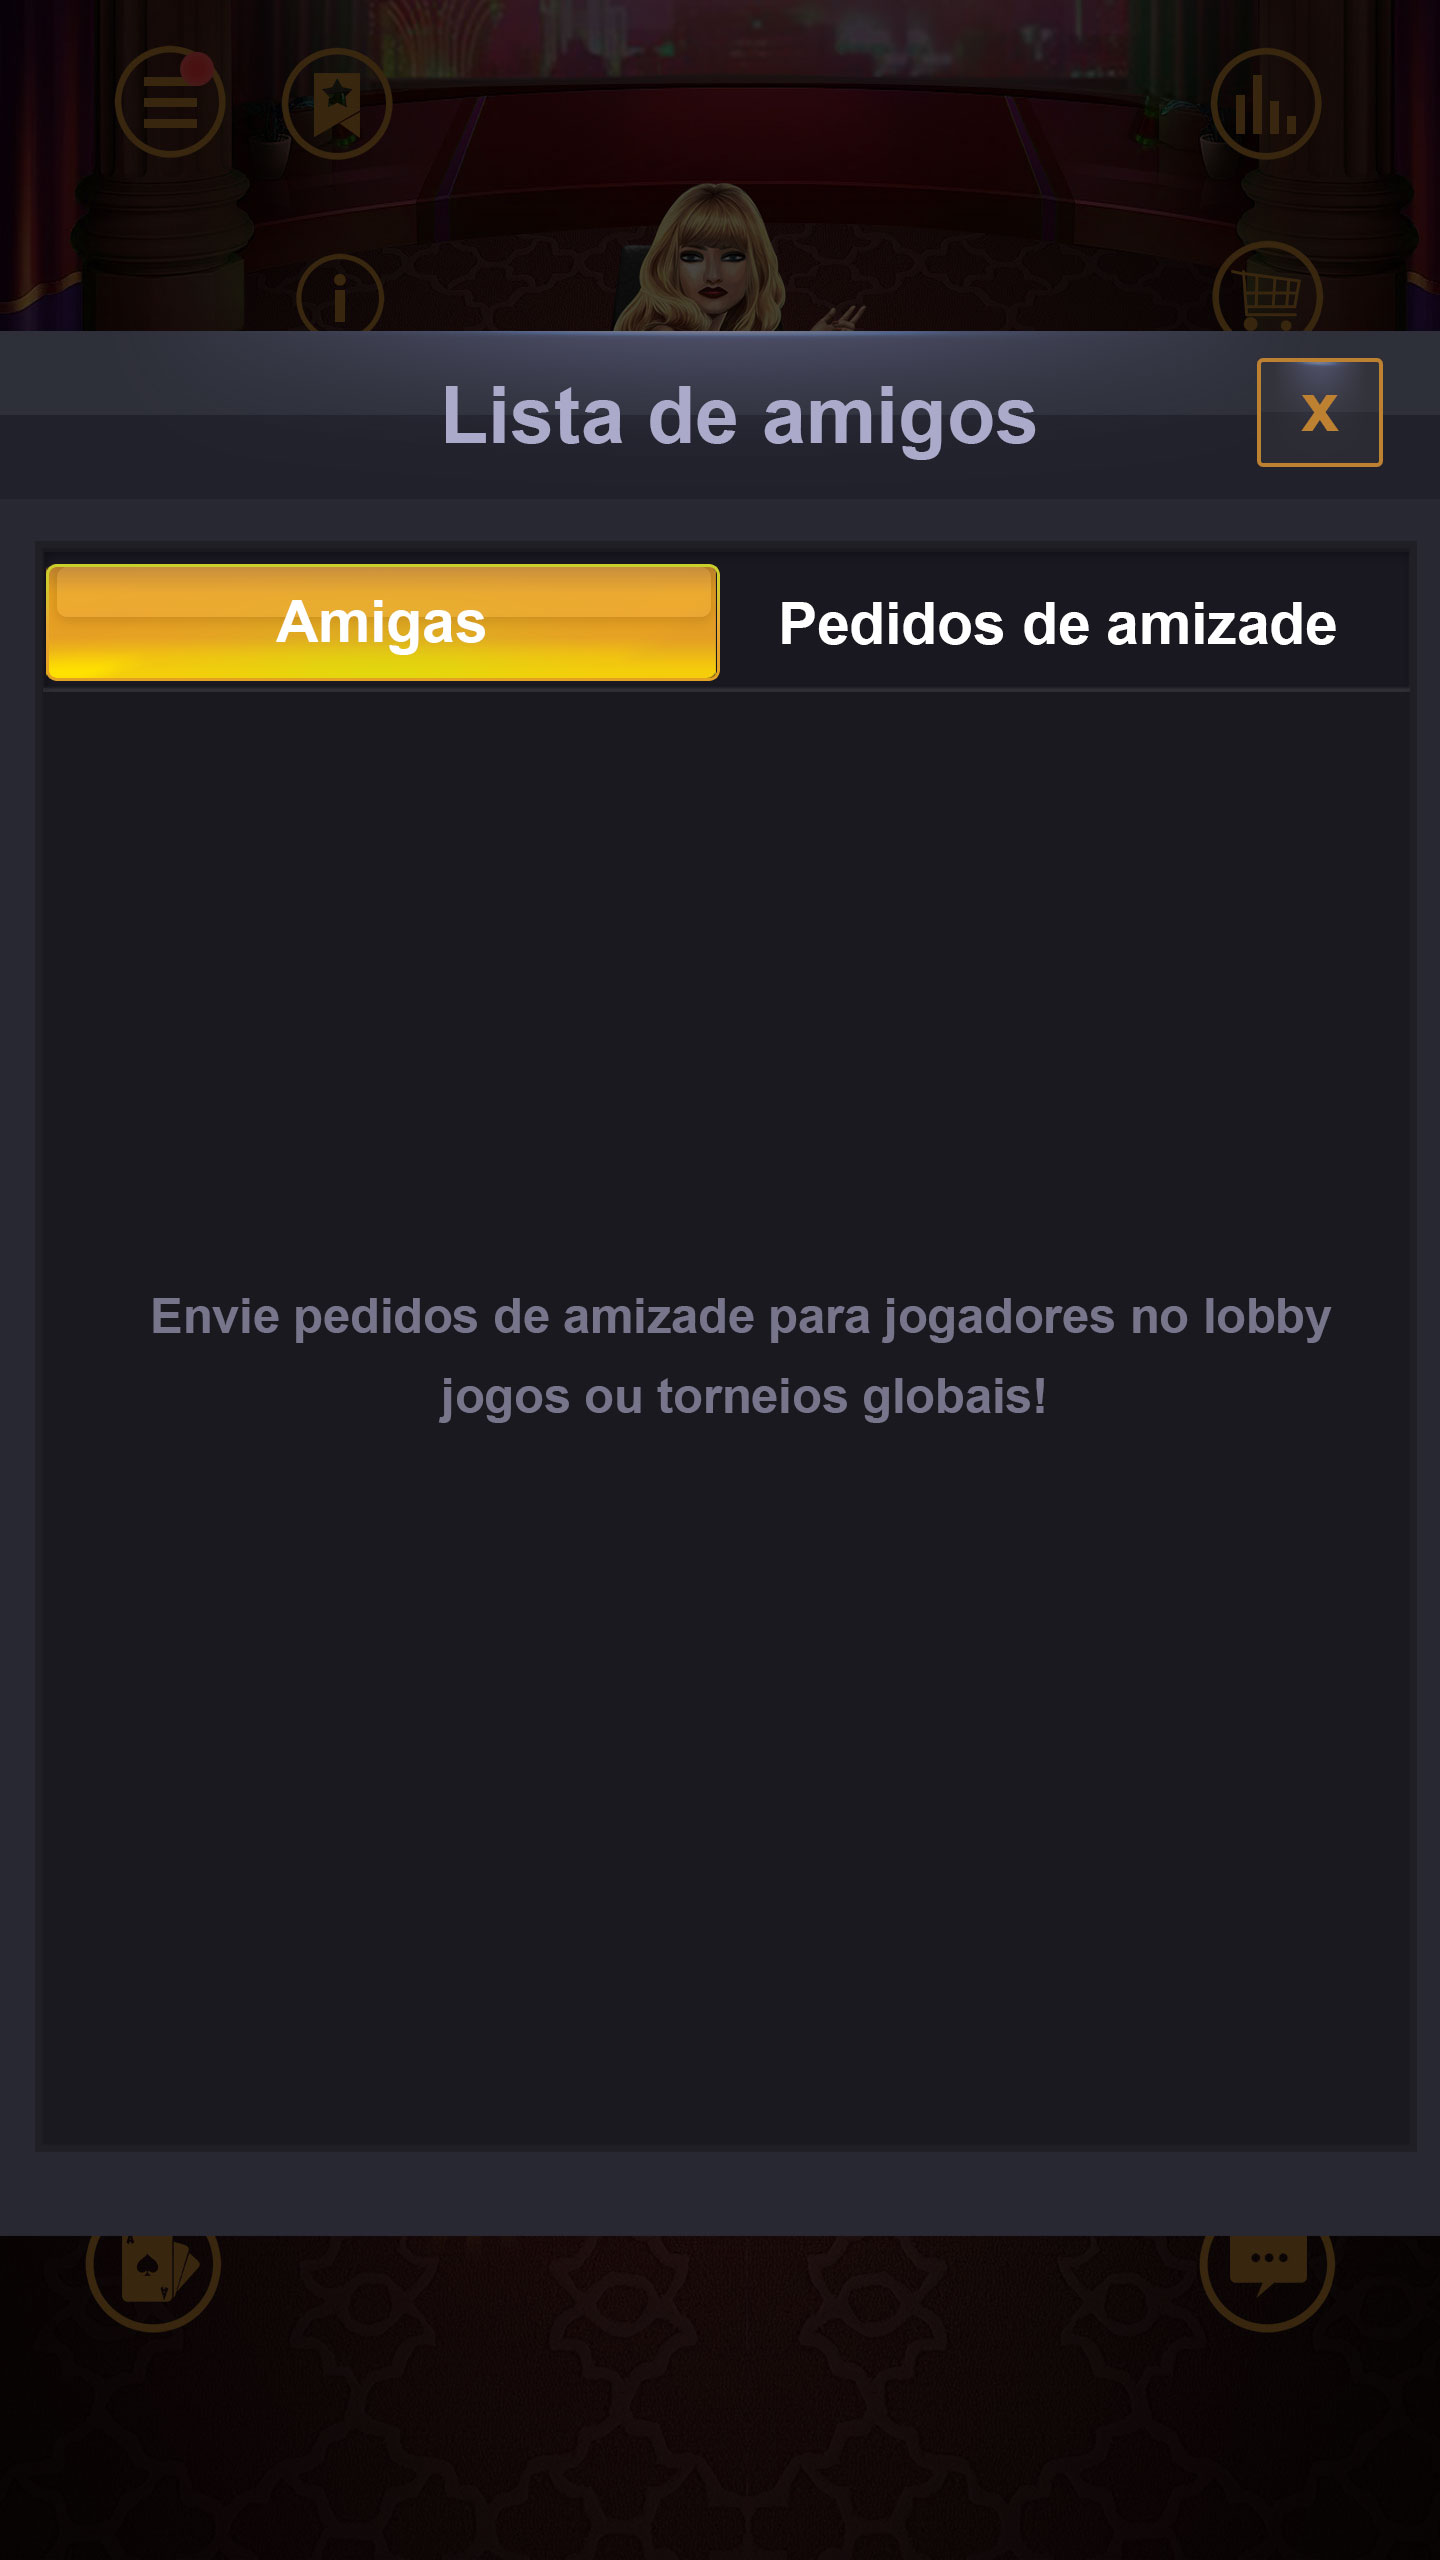 Lista de amigos
x
Amigas
Pedidos de amizade
Envie pedidos de amizade para jogadores no lobby
jogos ou torneios globais!